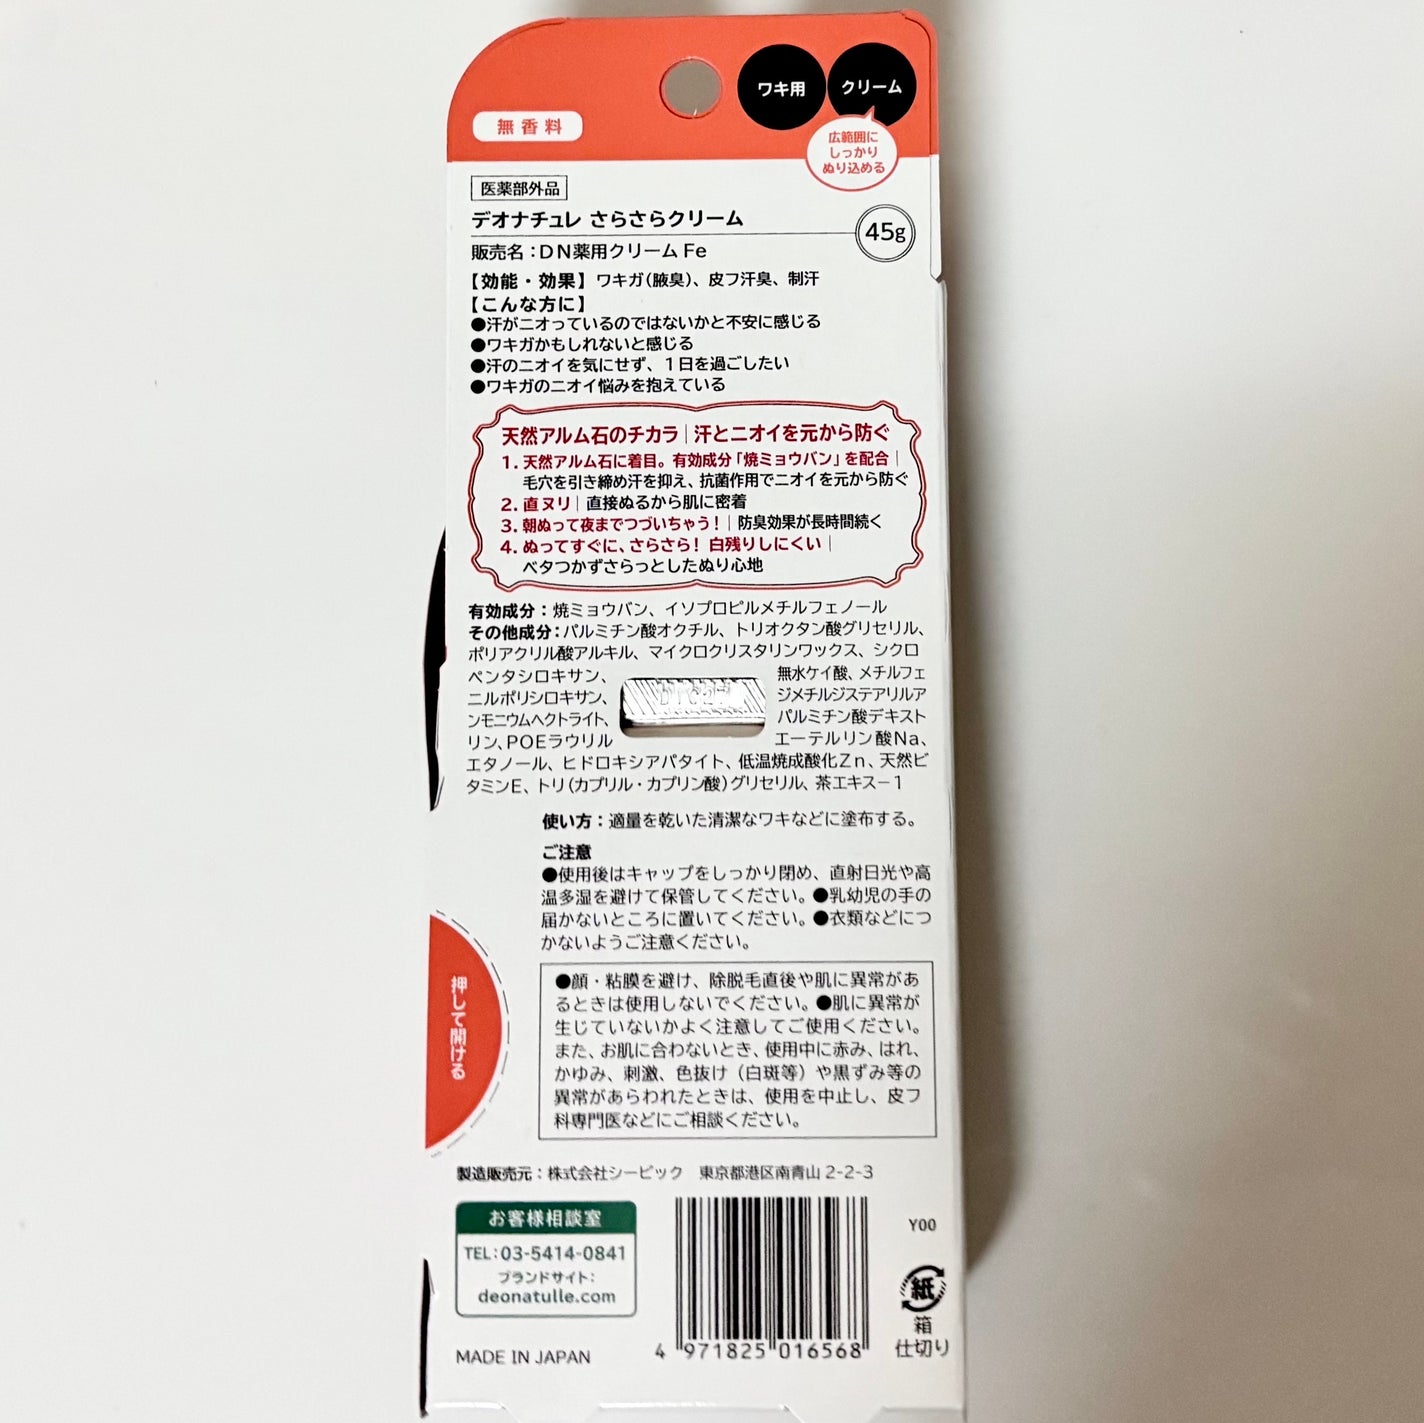 ワキ用
クリーム
無香料
広範囲に
しっかり
ぬり込める
医薬部外品
デオナチュレ さらさらクリーム
45g
販売名：DN薬用クリームFe
【効能・効果】 ワキガ（腋臭）、皮フ汗臭、制汗
【こんな方に】
●汗がニオっているのではないかと不安に感じる
●ワキガかもしれないと感じる
●汗のニオイを気にせず、1日を過ごしたい
●ワキガのニオイ悩みを抱えている
天然アルム石のチカラ｜汗とニオイを元から防ぐ
1. 天然アルム石に着目。有効成分「焼ミョウバン」を配合｜
毛穴を引き締め汗を抑え、抗菌作用でニオイを元から防ぐ
2. 直ヌリ｜直接ぬるから肌に密着
3. 朝ぬって夜までつづいちゃう！｜防臭効果が長時間続く
4. ぬってすぐに、さらさら！白残りしにくい｜
ベタつかずさらっとしたぬり心地
有効成分：焼ミョウバン、イソプロピルメチルフェノール
その他成分：パルミチン酸オクチル、トリオクタン酸グリセリル、
ポリアクリル酸アルキル、マイクロクリスタリンワックス、シクロ
ペンタシロキサン、無水ケイ酸、メチルフェ
ニルポリシロキサン、ジメチルジステアリルア
ンモニウムヘクトライト、パルミチン酸デキスト
リン、POEラウリルエーテルリン酸Na、
エタノール、ヒドロキシアパタイト、低温焼成酸化Zn、天然ビ
タミンE、トリ（カプリル・カプリン酸）グリセリル、茶エキス－1
使い方：適量を乾いた清潔なワキなどに塗布する。
ご注意
●使用後はキャップをしっかり閉め、直射日光や高
温多湿を避けて保管してください。●乳幼児の手の
届かないところに置いてください。●衣類などにつ
かないようご注意ください。
●顔・粘膜を避け、除脱毛直後や肌に異常があ
るときは使用しないでください。●肌に異常が
生じていないかよく注意してご使用ください。
また、お肌に合わないとき、使用中に赤み、はれ、
かゆみ、刺激、色抜け（白斑等）や黒ずみ等の
異常があらわれたときは、使用を中止し、皮フ
科専門医などにご相談ください。
押して開ける
製造販売元：株式会社シービック 東京都港区南青山2-2-3
お客様相談室
TEL：03-5414-0841
ブランドサイト：
deonatulle.com
MADE IN JAPAN
4 971825 016568
Y00
紙
箱
仕切り